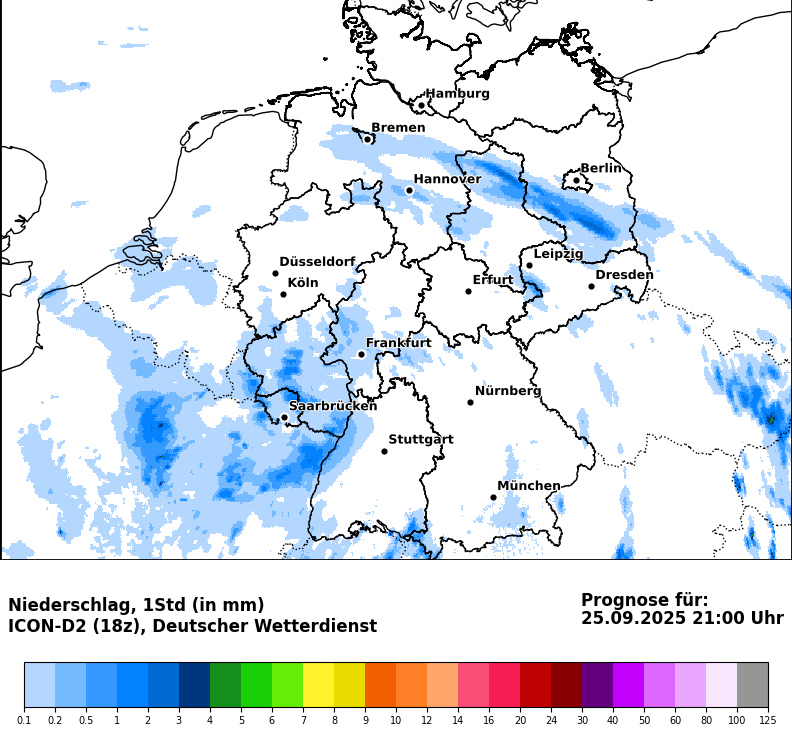 Hamburg
Bremen
Berlin
Hannover
Leipzig
Düsseldorf
Dresden
Köln
Erfurt
Frankfurt
Nürnberg
Saarbrücken
Stuttgart
München
Niederschlag, 1Std (in mm)
ICON-D2 (18z), Deutscher Wetterdienst
Prognose für:
25.09.2025 21:00 Uhr
0.1 0.2 0.5 1 2 3 4 5 6 7 8 9 10 12 14 16 20 24 30 40 50 60 80 100 125